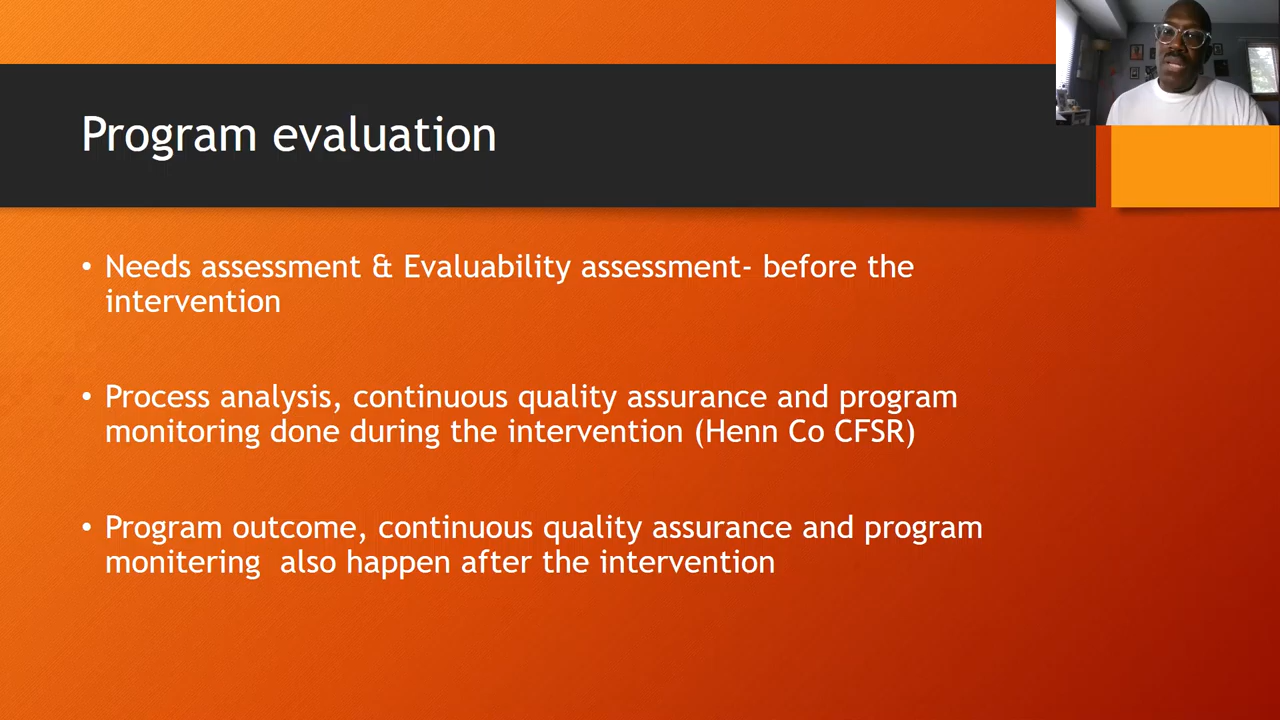 Program evaluation
• Needs assessment & Evaluability assessment- before the
intervention
• Process analysis, continuous quality assurance and program
monitoring done during the intervention (Henn Co CFSR)
• Program outcome, continuous quality assurance and program
monitering  also happen after the intervention